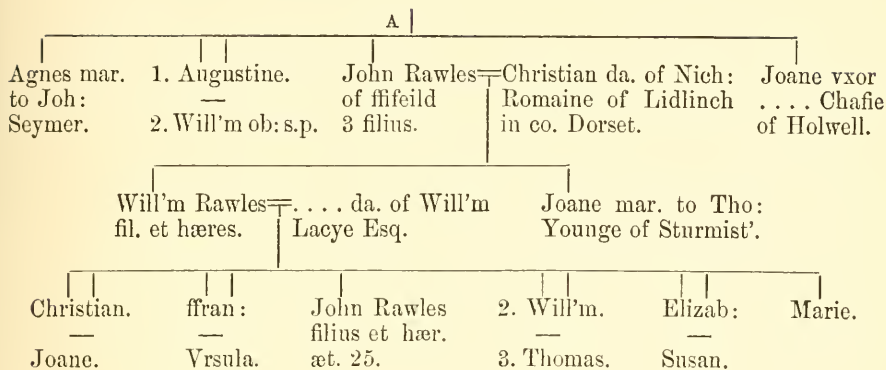 A
Agnes mar. to Joh: Seymer.
1. Augustine.
—
2. Will'm ob: s.p.
John Rawles of ffifeild 3 filius.
Christian da. of Nich: Romaine of Lidlinch in co. Dorset.
Joane vxor .... Chafie of Holwell.
Will'm Rawles fil. et hæres.
.... da. of Will'm Lacye Esq.
Joane mar. to Tho: Younge of Sturmist'.
Christian.
—
Joane.
ffran:
—
Vrsula.
John Rawles filius et hær. æt. 25.
2. Will'm.
—
3. Thomas.
Elizab:
—
Susan.
Marie.